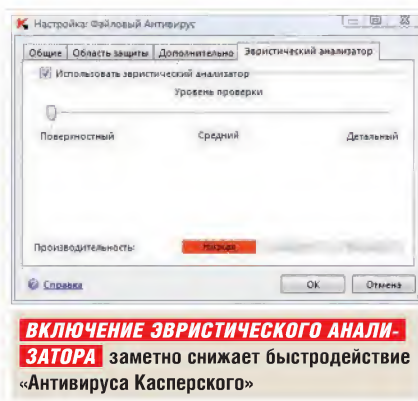 Настройка: Файловый Антивирус
Общие Область защиты Дополнительно Эвристический анализатор
Использовать эвристический анализатор
Уровень проверки
Поверхностный Средний Детальный
Производительность: Низкая
Справка ОК Отмена
ВКЛЮЧЕНИЕ ЭВРИСТИЧЕСКОГО АНАЛИ-
ЗАТОРА заметно снижает быстродействие
«Антивируса Касперского»